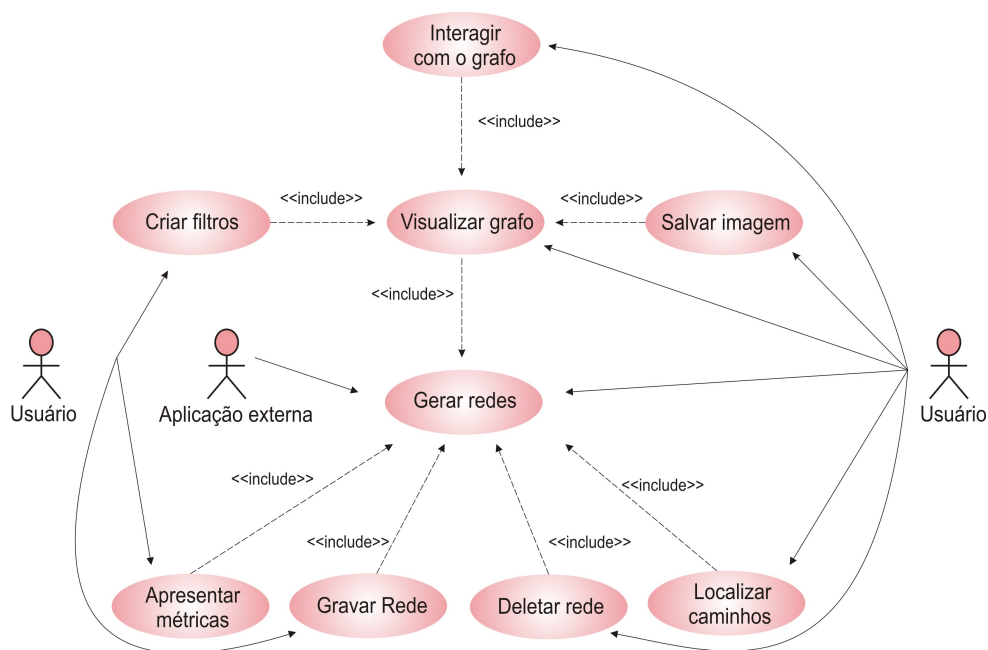 Interagir
com o grafo
<<include>>
<<include>>
<<include>>
Criar filtros
Visualizar grafo
Salvar imagem
<<include>>
Usuário
Aplicação externa
Gerar redes
Usuário
<<include>>
<<include>>
<<include>>
<<include>>
Apresentar
métricas
Gravar Rede
Deletar rede
Localizar
caminhos